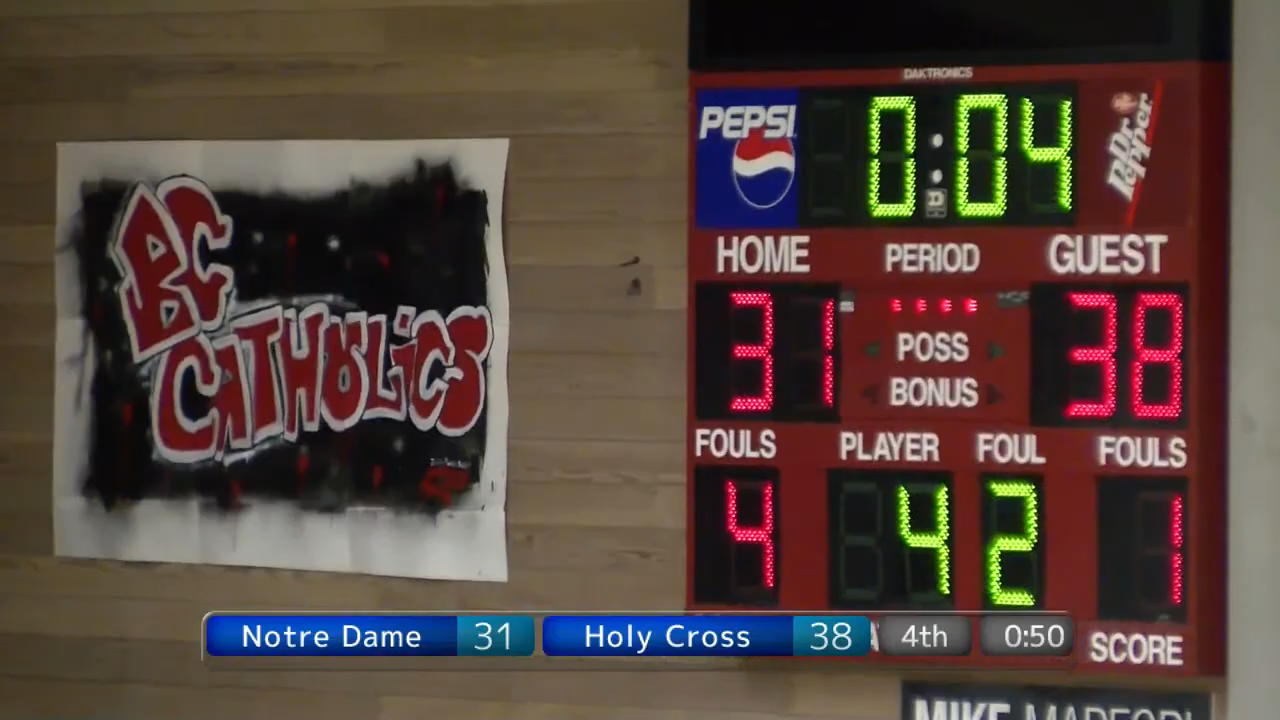 BC
CATHOLICS
DAKTRONICS
PEPSI
0:04
Dr Pepper
HOME PERIOD GUEST
31 38
POSS
BONUS
FOULS PLAYER FOUL FOULS
4 4 2 1
Notre Dame 31 Holy Cross 38 4th 0:50
SCORE
MIKE